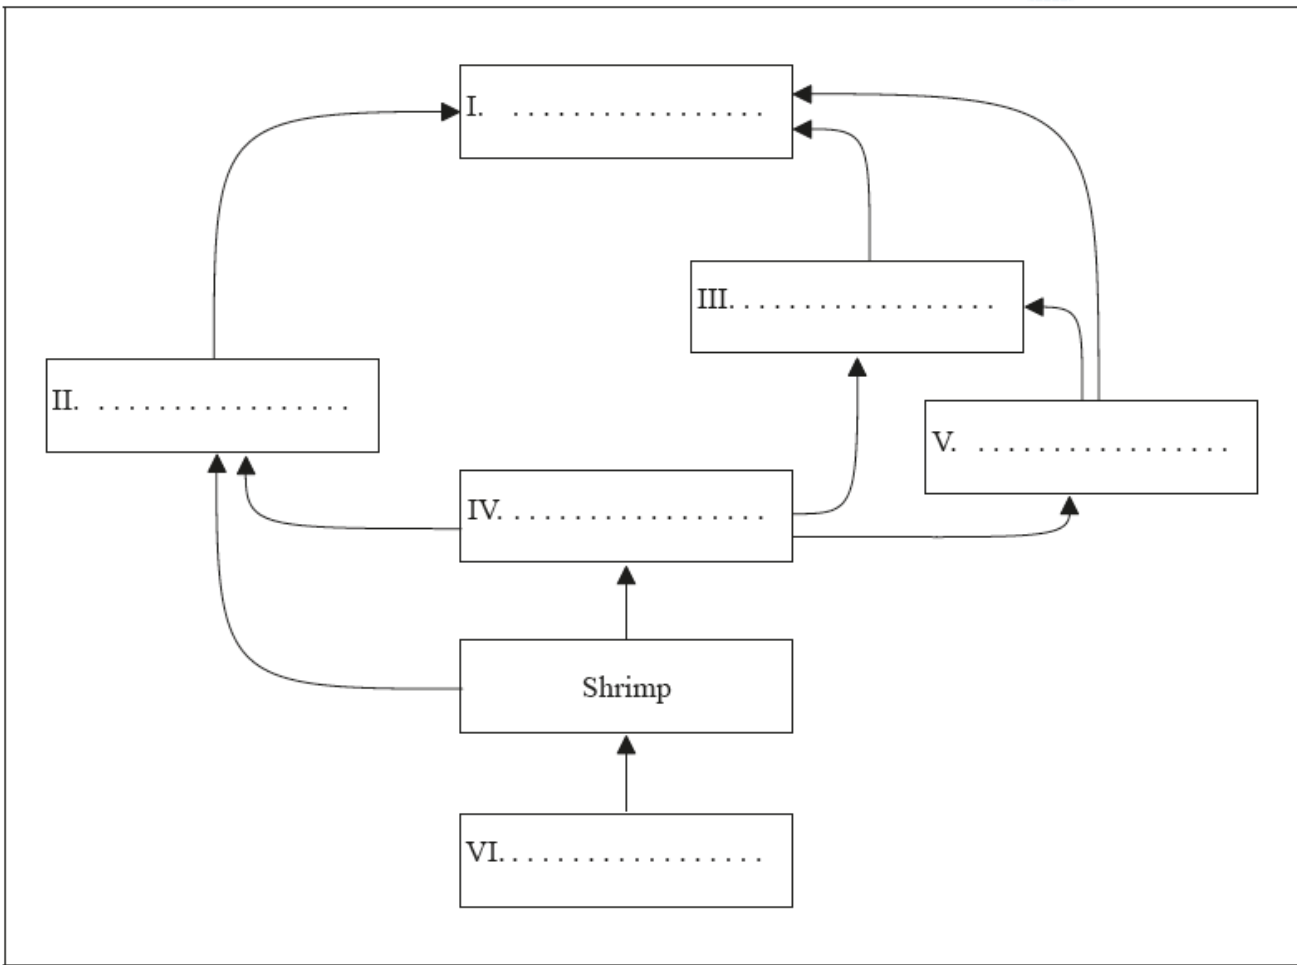 I. . . . . . . . . . . . . . . . . .
III. . . . . . . . . . . . . . . . . . .
II. . . . . . . . . . . . . . . . . .
V. . . . . . . . . . . . . . . . . .
IV. . . . . . . . . . . . . . . . . . .
Shrimp
VI. . . . . . . . . . . . . . . . . . .